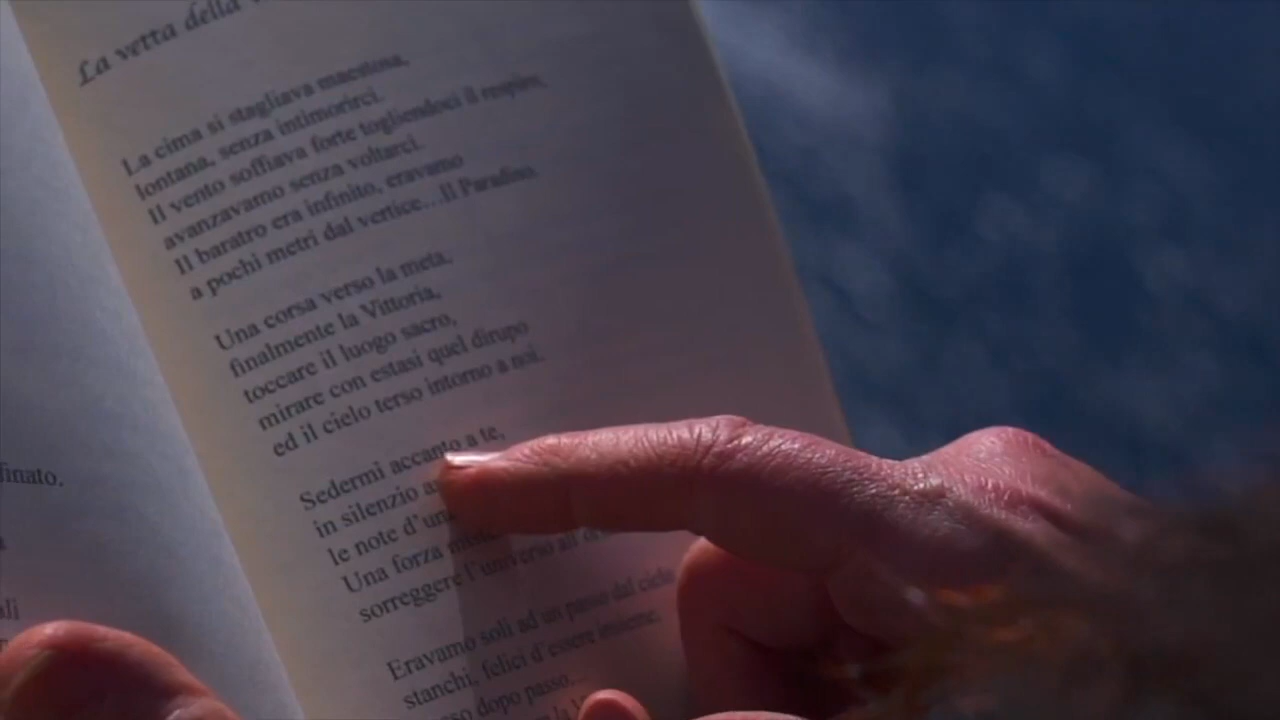 La vetta della
La cima si stagliava maestosa,
lontana, senza intimorirci.
Il vento soffiava forte togliendoci il respiro,
avanzavamo senza voltarci.
Il baratro era infinito, eravamo
a pochi metri dal vertice...Il Paradiso.
Una corsa verso la meta,
finalmente la Vittoria,
toccare il luogo sacro,
mirare con estasi quel dirupo
ed il cielo terso intorno a noi.
Sedermi accanto a te,
in silenzio
le note d'un
Una forza
sorreggere l'universo
Eravamo soli ad un passo dal cielo
stanchi, felici d'essere insieme.
dopo passo...
finato.